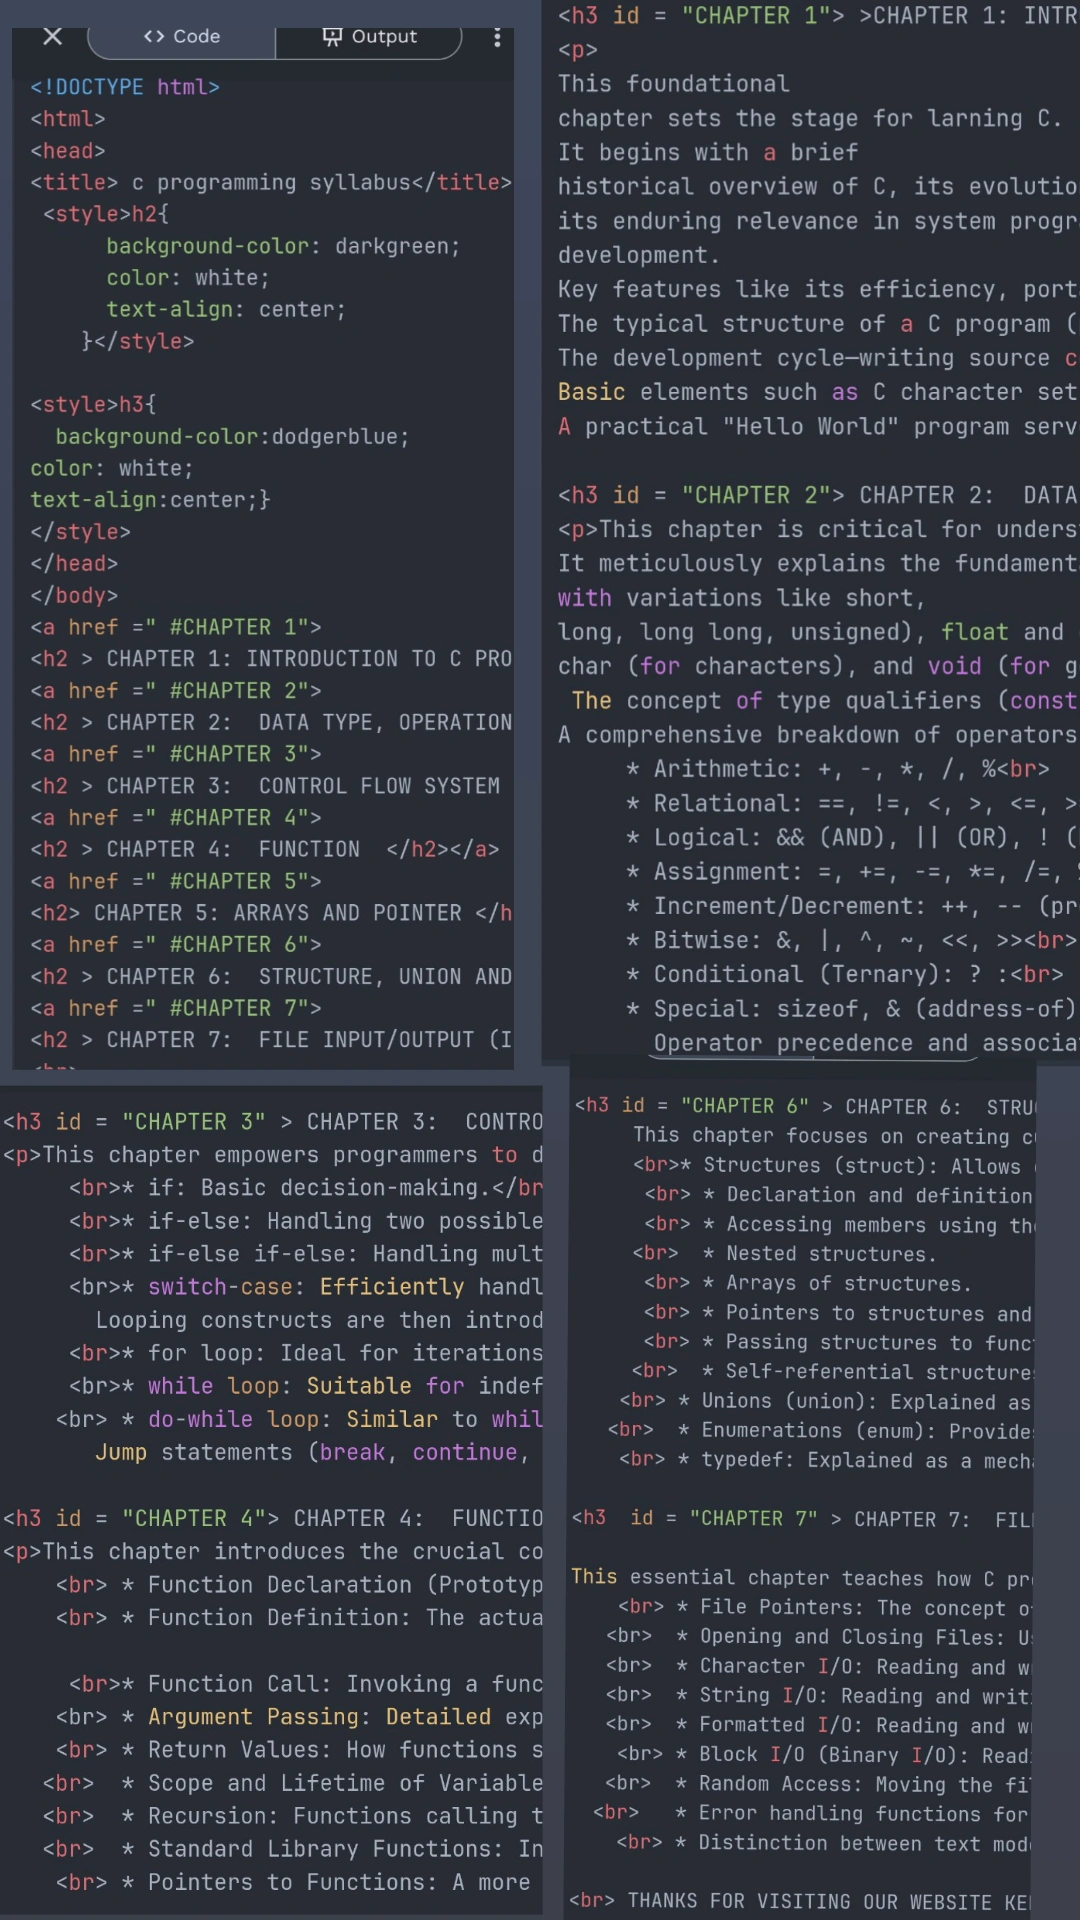 Code
Output
<!DOCTYPE html>
<html>
<head>
<title> c programming syllabus</title>
<style>h2{
background-color: darkgreen;
color: white;
text-align: center;
}</style>
<style>h3{
background-color:dodgerblue;
color: white;
text-align:center;}
</style>
</head>
</body>
<a href =" #CHAPTER 1">
<h2 > CHAPTER 1: INTRODUCTION TO C PRO
<a href =" #CHAPTER 2">
<h2 > CHAPTER 2:  DATA TYPE, OPERATION
<a href =" #CHAPTER 3">
<h2 > CHAPTER 3:  CONTROL FLOW SYSTEM
<a href =" #CHAPTER 4">
<h2 > CHAPTER 4:  FUNCTION  </h2></a>
<a href =" #CHAPTER 5">
<h2> CHAPTER 5: ARRAYS AND POINTER </h
<a href =" #CHAPTER 6">
<h2 > CHAPTER 6:  STRUCTURE, UNION AND
<a href =" #CHAPTER 7">
<h2 > CHAPTER 7:  FILE INPUT/OUTPUT (I
<h3 id = "CHAPTER 1"> >CHAPTER 1: INTR
<p>
This foundational
chapter sets the stage for larning C.
It begins with a brief
historical overview of C, its evolutio
its enduring relevance in system progr
development.
Key features like its efficiency, port
The typical structure of a C program (
The development cycle—writing source c
Basic elements such as C character set
A practical "Hello World" program serv
<h3 id = "CHAPTER 2"> CHAPTER 2:  DATA
<p>This chapter is critical for unders
It meticulously explains the fundament
with variations like short,
long, long long, unsigned), float and
char (for characters), and void (for g
The concept of type qualifiers (const
A comprehensive breakdown of operators
* Arithmetic: +, -, *, /, %<br>
* Relational: ==, !=, <, >, <=, >
* Logical: && (AND), || (OR), ! (
* Assignment: =, +=, -=, *=, /=, %
* Increment/Decrement: ++, -- (pr
* Bitwise: &, |, ^, ~, <<, >><br>
* Conditional (Ternary): ? :<br>
* Special: sizeof, & (address-of)
Operator precedence and associat
<h3 id = "CHAPTER 3" > CHAPTER 3:  CONTRO
<p>This chapter empowers programmers to d
<br>* if: Basic decision-making.</br
<br>* if-else: Handling two possible
<br>* if-else if-else: Handling mult
<br>* switch-case: Efficiently handl
Looping constructs are then introd
<br>* for loop: Ideal for iterations
<br>* while loop: Suitable for indef
<br> * do-while loop: Similar to whil
Jump statements (break, continue,
<h3 id = "CHAPTER 4"> CHAPTER 4:  FUNCTIO
<p>This chapter introduces the crucial co
<br> * Function Declaration (Prototyp
<br> * Function Definition: The actua
<br>* Function Call: Invoking a func
<br> * Argument Passing: Detailed exp
<br> * Return Values: How functions s
<br>  * Scope and Lifetime of Variable
<br>  * Recursion: Functions calling t
<br>  * Standard Library Functions: In
<br> * Pointers to Functions: A more
<h3 id = "CHAPTER 6" > CHAPTER 6:  STRU
This chapter focuses on creating cu
<br>* Structures (struct): Allows
<br> * Declaration and definition
<br> * Accessing members using the
<br>  * Nested structures.
<br> * Arrays of structures.
<br> * Pointers to structures and
<br> * Passing structures to funct
<br>  * Self-referential structures
<br> * Unions (union): Explained as
<br>  * Enumerations (enum): Provides
<br> * typedef: Explained as a mecha
<h3  id = "CHAPTER 7" > CHAPTER 7:  FIL
This essential chapter teaches how C pr
<br> * File Pointers: The concept o
<br>  * Opening and Closing Files: Us
<br>  * Character I/O: Reading and wr
<br>  * String I/O: Reading and writ
<br>  * Formatted I/O: Reading and wr
<br> * Block I/O (Binary I/O): Read
<br>  * Random Access: Moving the fi
<br>   * Error handling functions for
<br> * Distinction between text mod
<br> THANKS FOR VISITING OUR WEBSITE KE